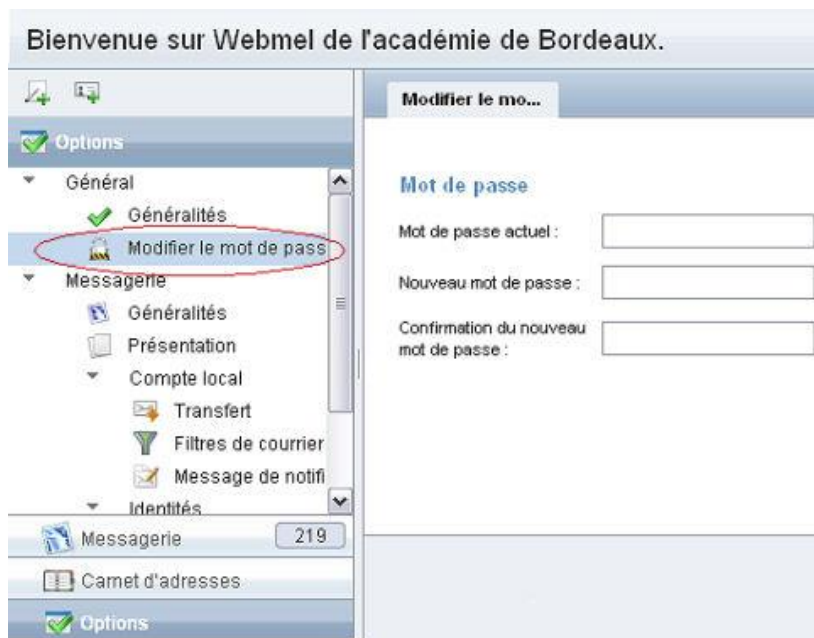 Bienvenue sur Webmel de l'académie de Bordeaux.
Options
Général
Généralités
Modifier le mot de pass
Messagerie
Généralités
Présentation
Compte local
Transfert
Filtres de courrier
Message de notifi
Identités
Messagerie 219
Carnet d'adresses
Options
Modifier le mo...
Mot de passe
Mot de passe actuel :
Nouveau mot de passe :
Confirmation du nouveau
mot de passe :